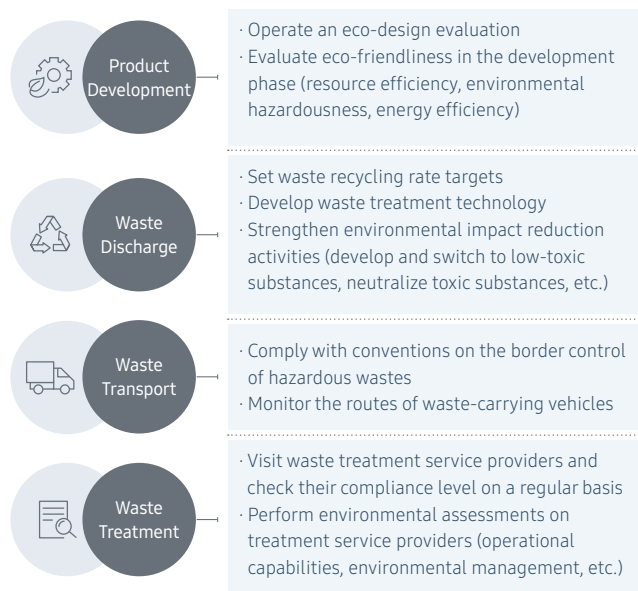 Product
Development
· Operate an eco-design evaluation
· Evaluate eco-friendliness in the development
phase (resource efficiency, environmental
hazardousness, energy efficiency)
Waste
Discharge
· Set waste recycling rate targets
· Develop waste treatment technology
· Strengthen environmental impact reduction
activities (develop and switch to low-toxic
substances, neutralize toxic substances, etc.)
Waste
Transport
· Comply with conventions on the border control
of hazardous wastes
· Monitor the routes of waste-carrying vehicles
Waste
Treatment
· Visit waste treatment service providers and
check their compliance level on a regular basis
· Perform environmental assessments on
treatment service providers (operational
capabilities, environmental management, etc.)